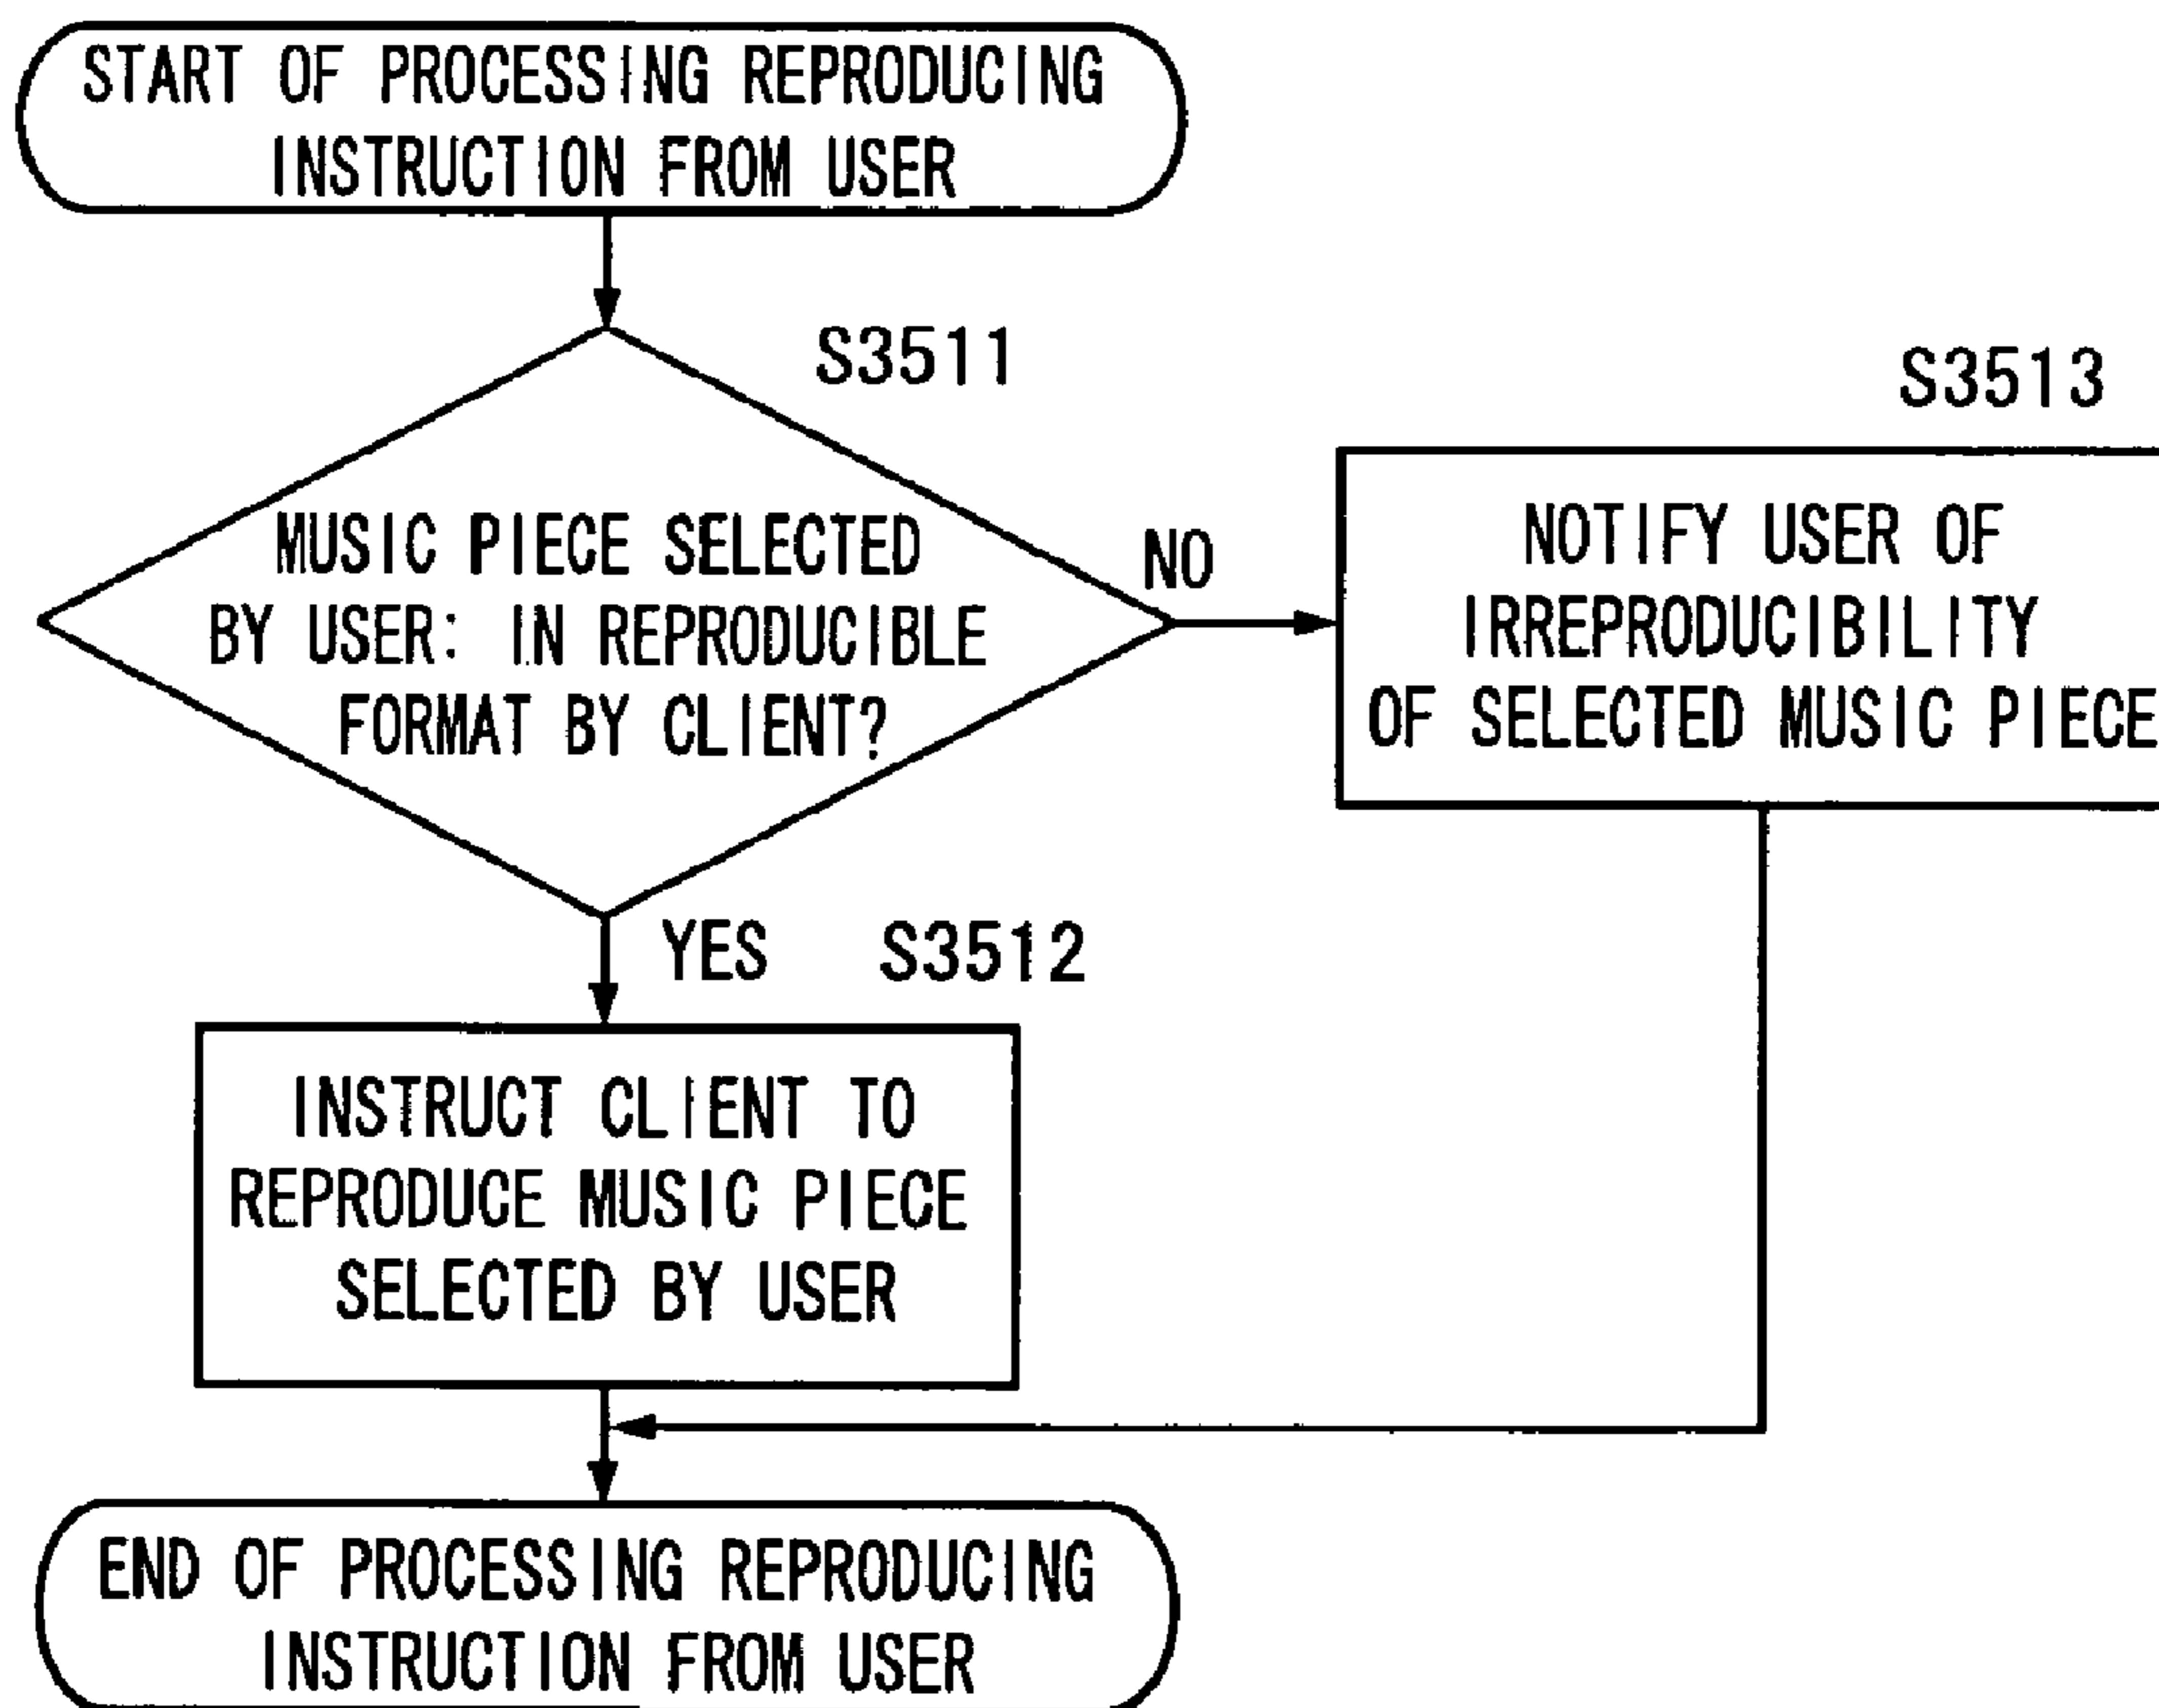 START OF PROCESSING REPRODUCING
INSTRUCTION FROM USER
S3511
MUSIC PIECE SELECTED
BY USER: IN REPRODUCIBLE
FORMAT BY CLIENT?
NO
S3513
NOTIFY USER OF
IRREPRODUCIBILITY
OF SELECTED MUSIC PIECE
YES
S3512
INSTRUCT CLIENT TO
REPRODUCE MUSIC PIECE
SELECTED BY USER
END OF PROCESSING REPRODUCING
INSTRUCTION FROM USER